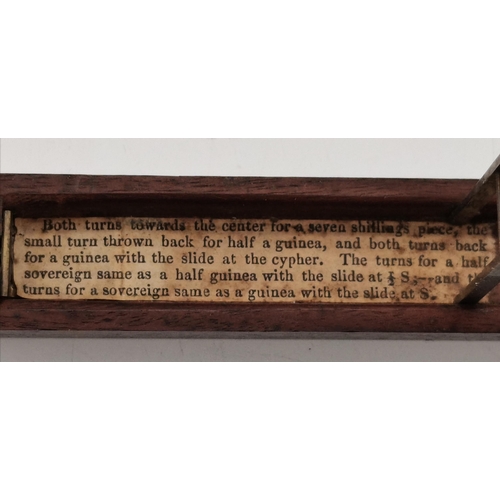 Both turns towards the center for a seven shillings piece, the
small turn thrown back for half a guinea, and both turns back
for a guinea with the slide at the cypher. The turns for a half
sovereign same as a half guinea with the slide at ½ S;—and
turns for a sovereign same as a guinea with the slide at S.